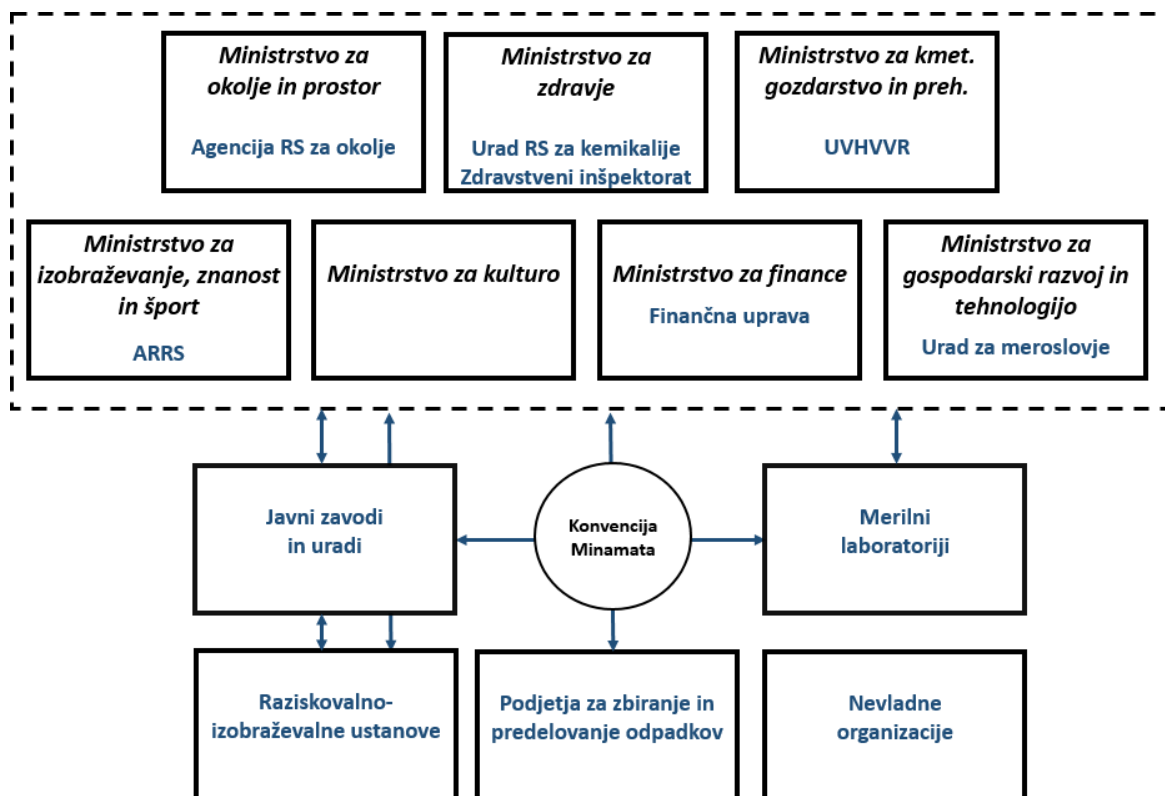 Ministrstvo za
okolje in prostor
Agencija RS za okolje
Ministrstvo za
zdravje
Urad RS za kemikalije
Zdravstveni inšpektorat
Ministrstvo za kmet.
gozdarstvo in preh.
UVHVVR
Ministrstvo za
izobraževanje, znanost
in šport
ARRS
Ministrstvo za kulturo
Ministrstvo za finance
Finančna uprava
Ministrstvo za
gospodarski razvoj in
tehnologijo
Urad za meroslovje
Javni zavodi
in uradi
Konvencija
Minamata
Merilni
laboratoriji
Raziskovalno-
izobraževalne ustanove
Podjetja za zbiranje in
predelovanje odpadkov
Nevladne
organizacije